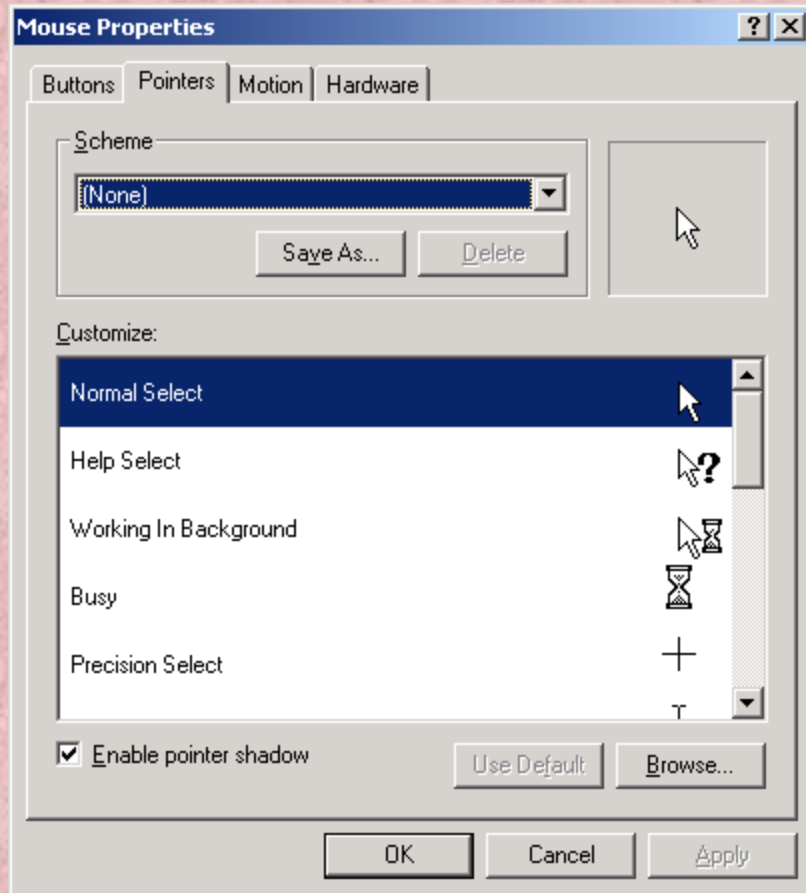 Mouse Properties
Buttons Pointers Motion Hardware
Scheme
(None)
Save As... Delete
Customize:
Normal Select
Help Select
Working In Background
Busy
Precision Select
Enable pointer shadow
Use Default Browse...
OK Cancel Apply